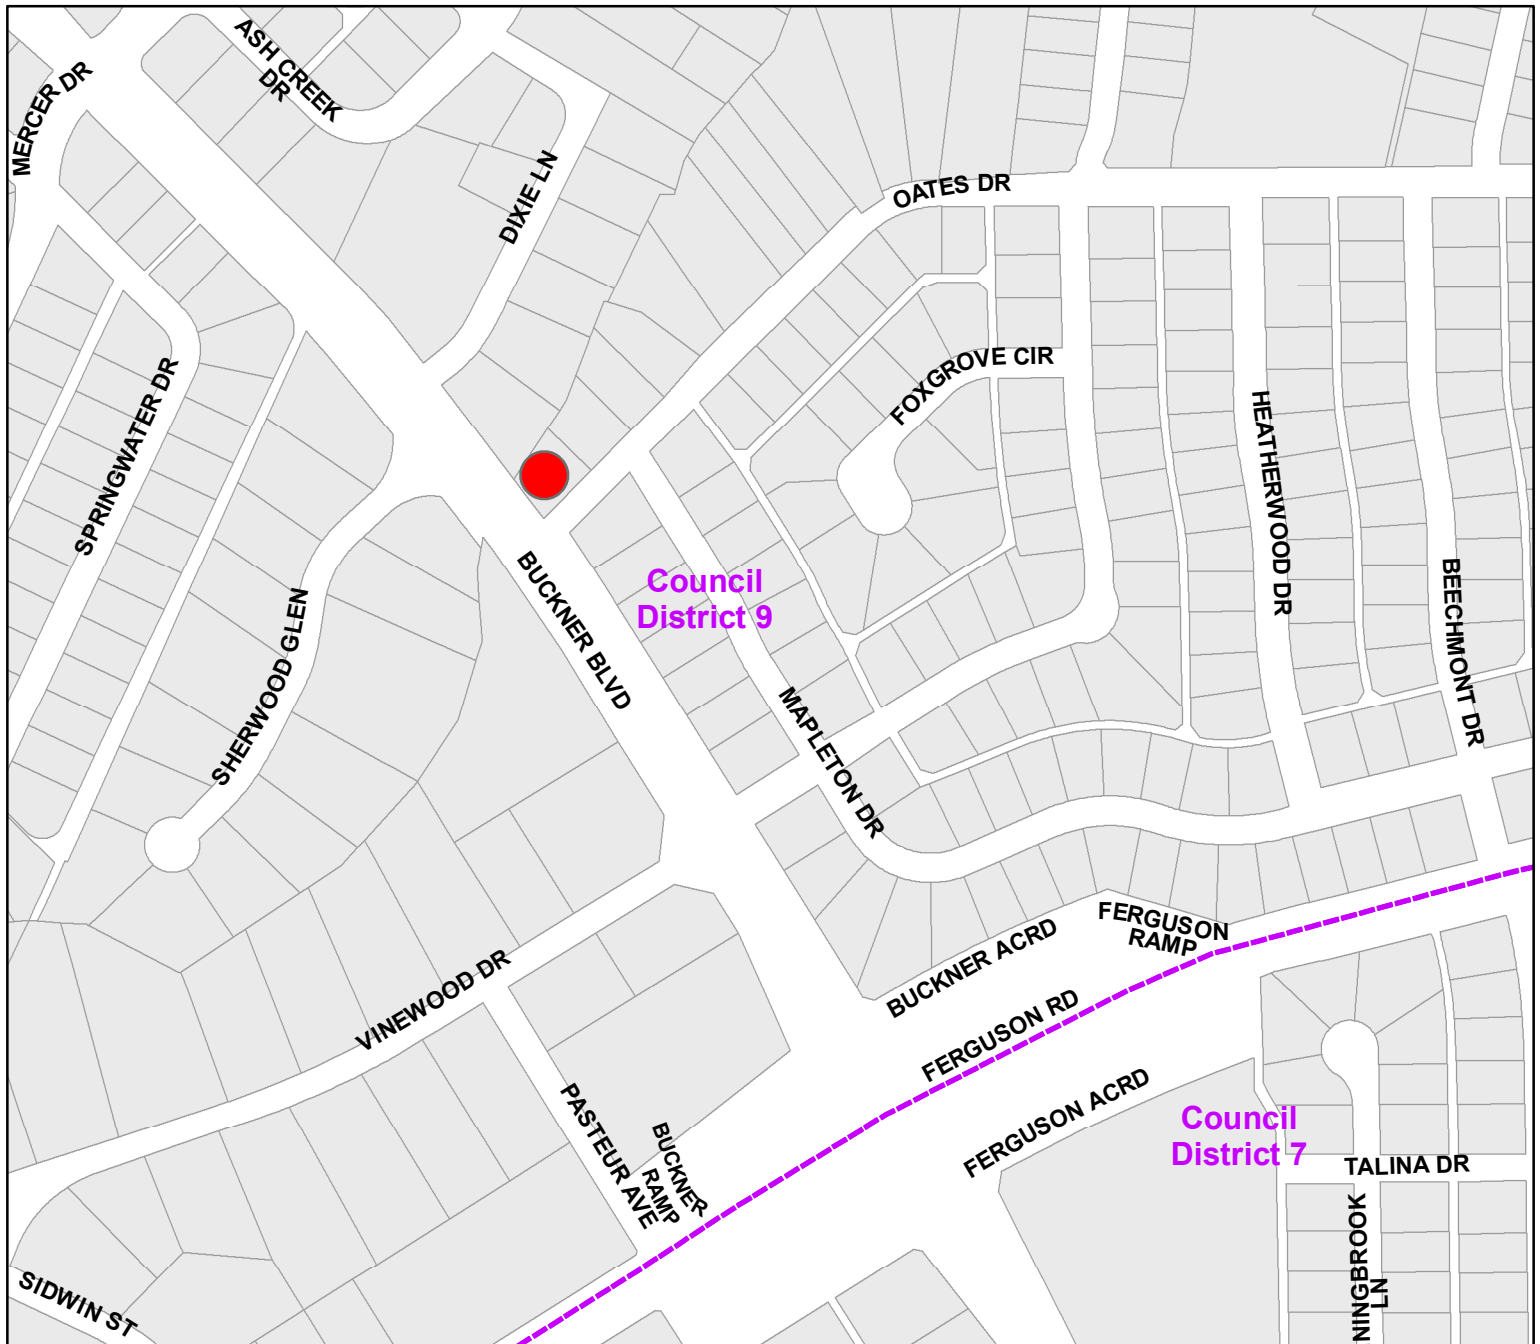 ASH CREEK
DR
MERCER DR
DIXIE LN
OATES DR
FOXGROVE CIR
SPRINGWATER DR
HEATHERWOOD DR
BUCKNER BLVD
Council
District 9
BEECHMONT DR
SHERWOOD GLEN
MAPLETON DR
FERGUSON
RAMP
BUCKNER ACRD
VINEWOOD DR
FERGUSON RD
FERGUSON ACRD
PASTEUR AVE
BUCKNER
RAMP
Council
District 7
TALINA DR
NINGBROOK
LN
SIDWIN ST